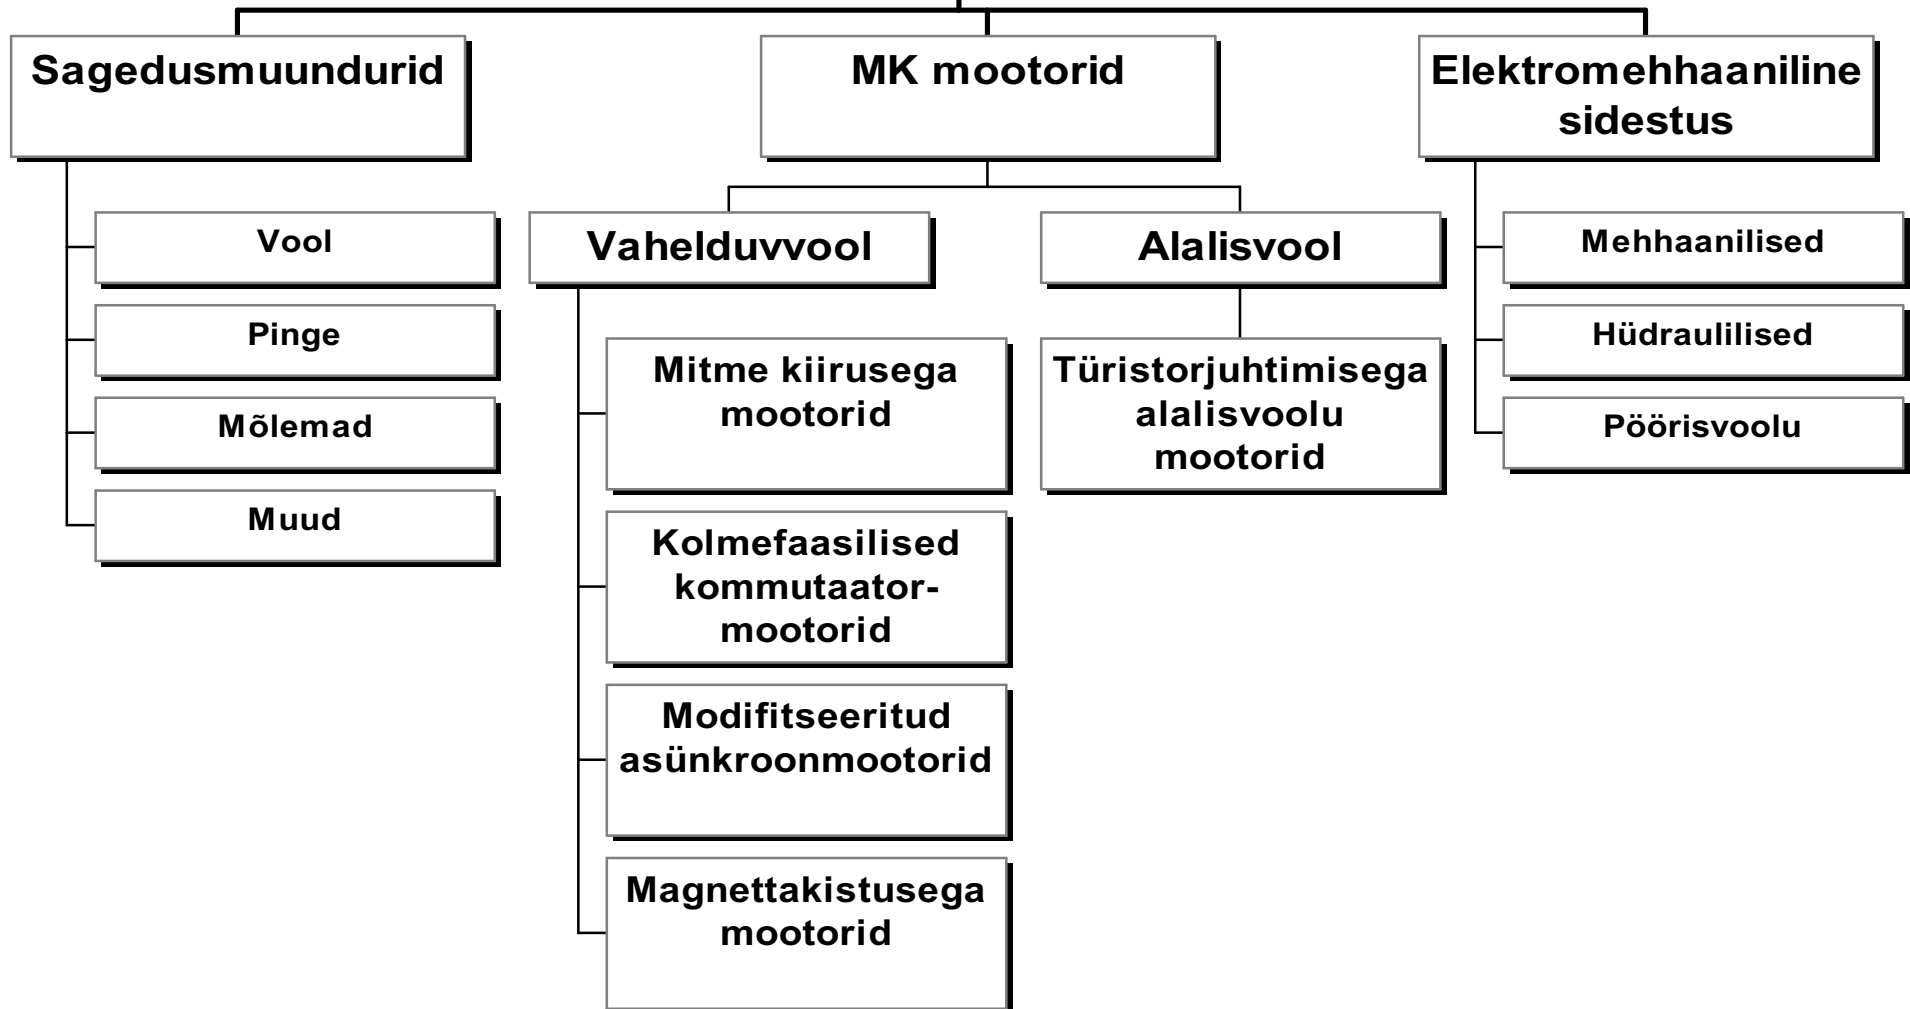 Sagedusmuundurid
Vool
Pinge
Mõlemad
Muud
MK mootorid
Vahelduvvool
Mitme kiirusega
mootorid
Kolmefaasilised
kommutaator-
mootorid
Modifitseeritud
asünkroonmootorid
Magnettakistusega
mootorid
Alalisvool
Türistorjuhtimisega
alalisvoolu
mootorid
Elektromehhaaniline
sidestus
Mehhaanilised
Hüdraulilised
Pöörisvoolu